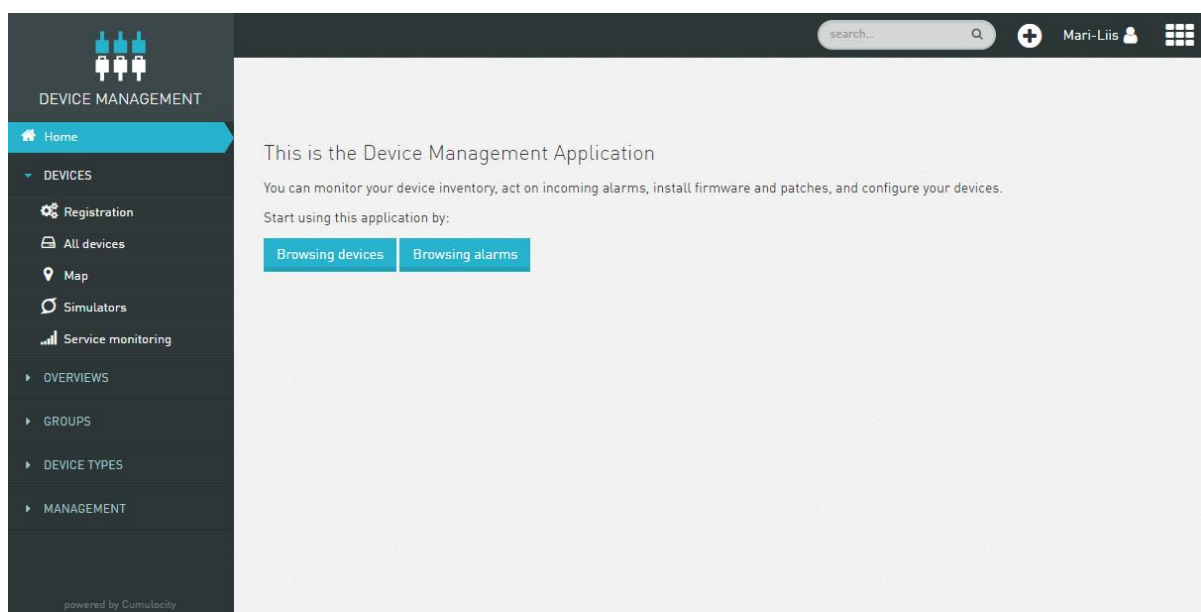 search...
Mari-Liis
DEVICE MANAGEMENT
Home
DEVICES
Registration
All devices
Map
Simulators
Service monitoring
OVERVIEWS
GROUPS
DEVICE TYPES
MANAGEMENT
powered by Cumulocity
This is the Device Management Application
You can monitor your device inventory, act on incoming alarms, install firmware and patches, and configure your devices.
Start using this application by:
Browsing devices
Browsing alarms